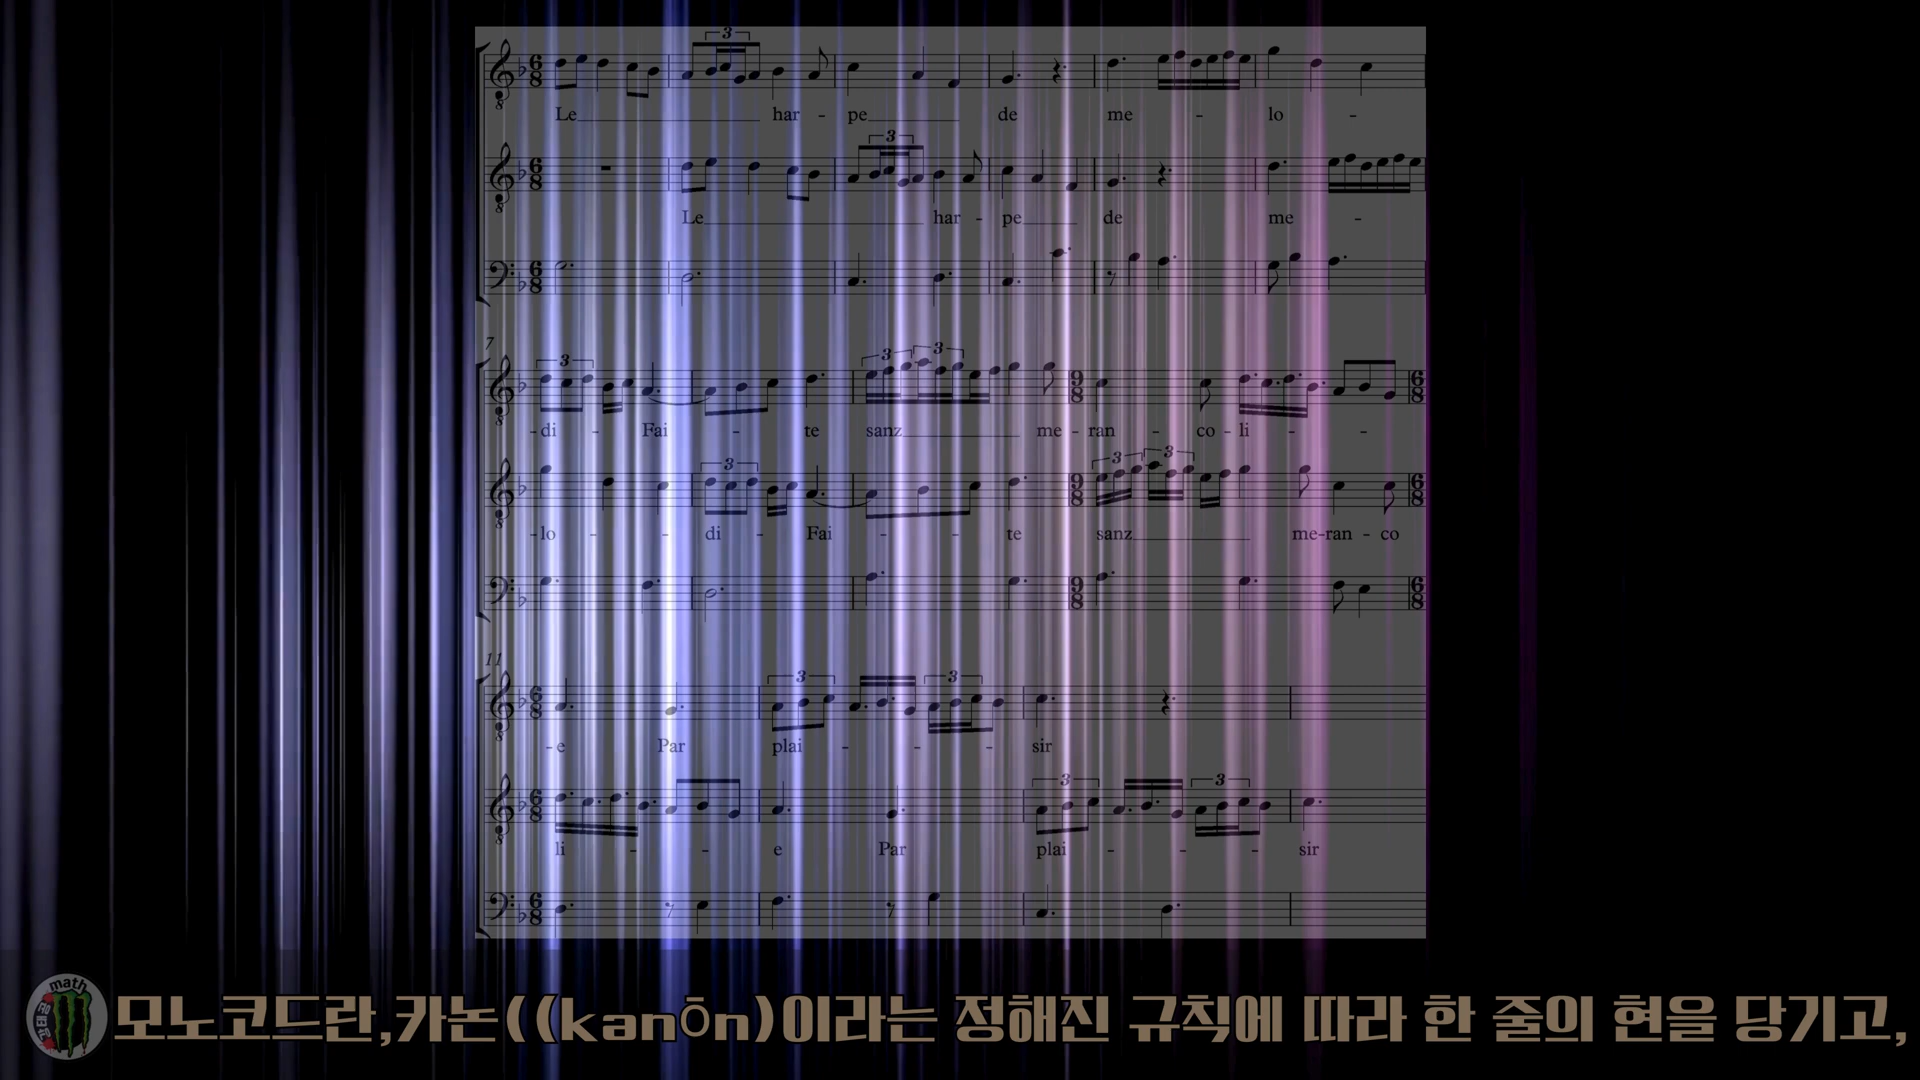 Le har - pe de me - lo -
Le har - pe de me -
7
- di - Fai - te sanz me - ran - co - li - -
- lo - - di - Fai - - te sanz me-ran - co
11
- e Par plai - - - sir
li - - e Par plai - - - sir
math
모노코드란,카논((kanōn)이라는 정해진 규칙에 따라 한 줄의 현을 당기고,